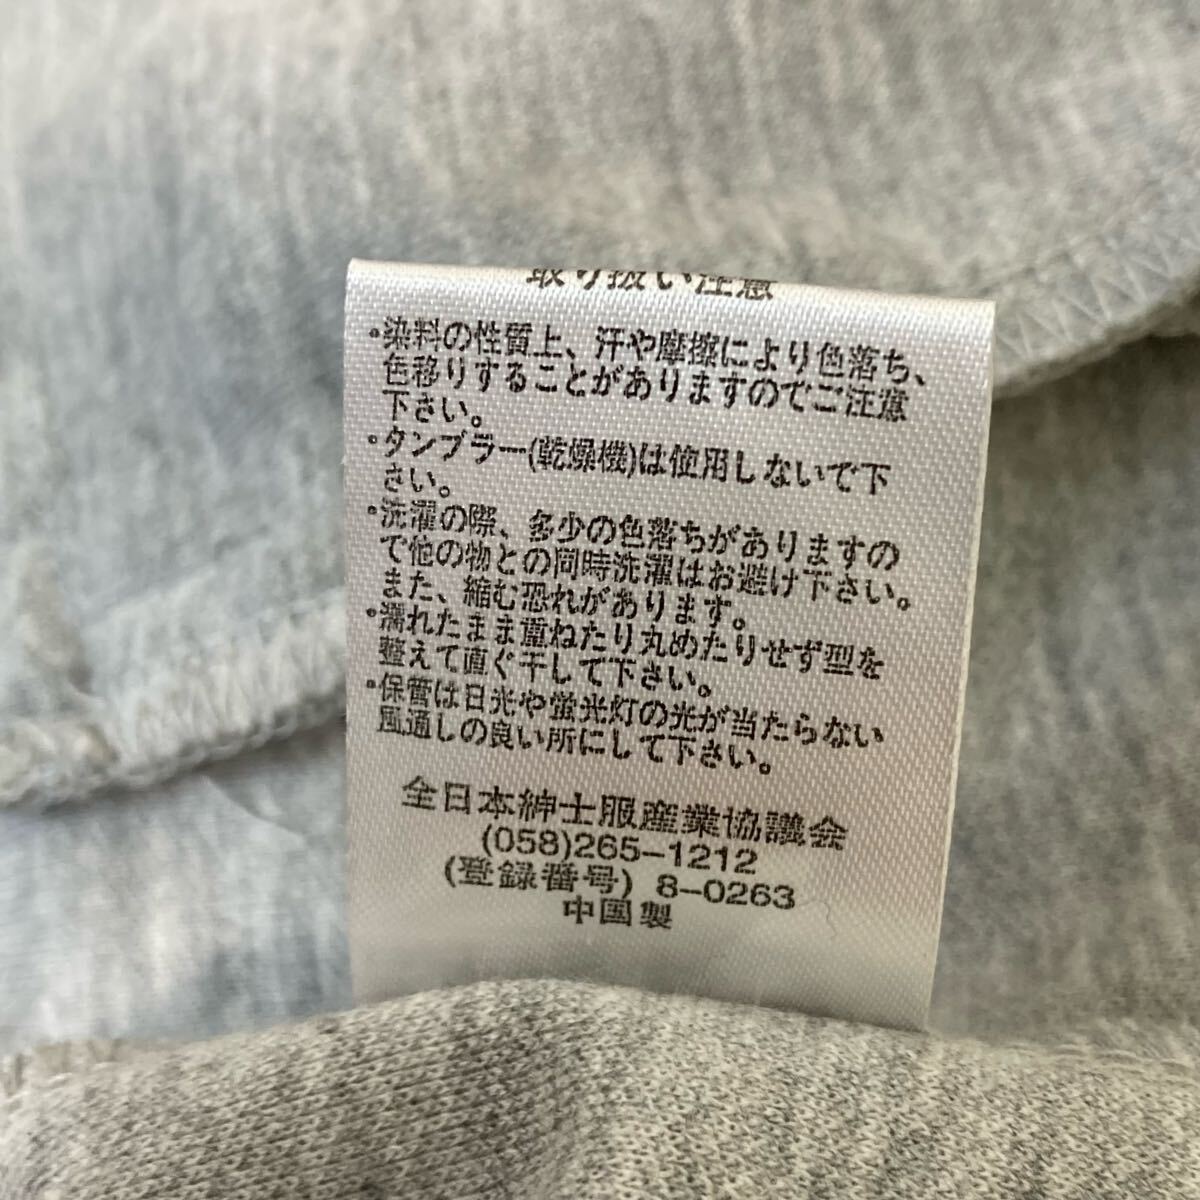 取り扱い注意
・染料の性質上、汗や摩擦により色落ち、
色移りすることがありますのでご注意
下さい。
・タンブラー(乾燥機)は使用しないで下
さい。
・洗濯の際、多少の色落ちがありますの
で他の物との同時洗濯はお避け下さい。
また、縮む恐れがあります。
・濡れたまま重ねたり丸めたりせず型を
整えて直ぐ干して下さい。
・保管は日光や蛍光灯の光が当たらない
風通しの良い所にして下さい。
全日本紳士服産業協議会
(058)265-1212
(登録番号) 8-0263
中国製